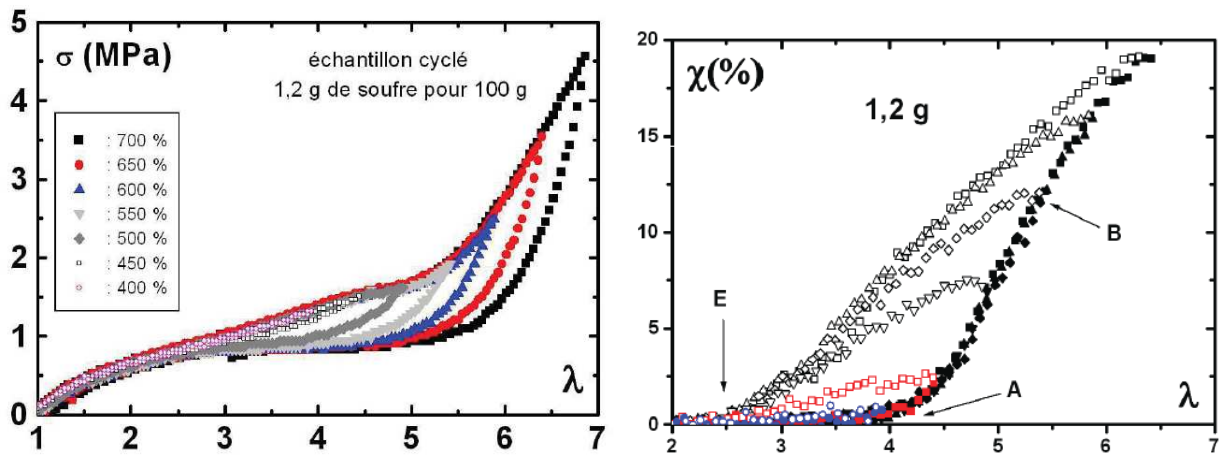 5
4
3
2
1
0
σ (MPa)
échantillon cyclé
1,2 g de soufre pour 100 g
: 700 %
: 650 %
: 600 %
: 550 %
: 500 %
: 450 %
: 400 %
λ
1 2 3 4 5 6 7
20
15
10
5
0
χ(%)
1,2 g
B
E
A
λ
2 3 4 5 6 7